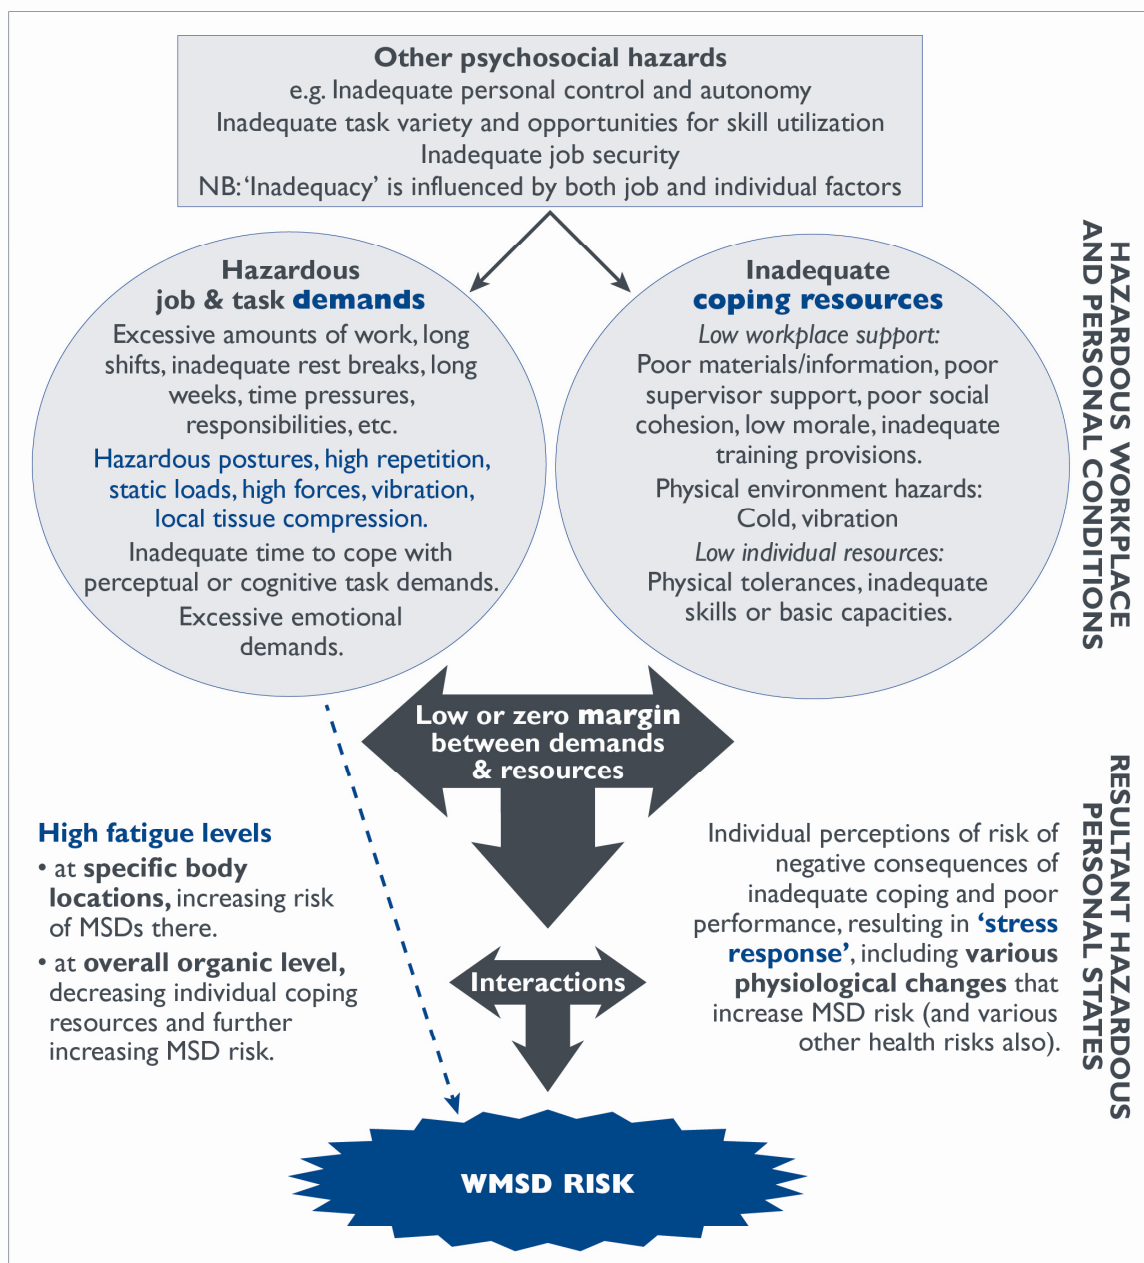 Other psychosocial hazards
e.g. Inadequate personal control and autonomy
Inadequate task variety and opportunities for skill utilization
Inadequate job security
NB: ‘Inadequacy’ is influenced by both job and individual factors
Hazardous
job & task demands
Excessive amounts of work, long
shifts, inadequate rest breaks, long
weeks, time pressures,
responsibilities, etc.
Hazardous postures, high repetition,
static loads, high forces, vibration,
local tissue compression.
Inadequate time to cope with
perceptual or cognitive task demands.
Excessive emotional
demands.
Inadequate
coping resources
Low workplace support:
Poor materials/information, poor
supervisor support, poor social
cohesion, low morale, inadequate
training provisions.
Physical environment hazards:
Cold, vibration
Low individual resources:
Physical tolerances, inadequate
skills or basic capacities.
HAZARDOUS WORKPLACE
AND PERSONAL CONDITIONS
Low or zero margin
between demands
& resources
High fatigue levels
• at specific body
locations, increasing risk
of MSDs there.
• at overall organic level,
decreasing individual coping
resources and further
increasing MSD risk.
Interactions
Individual perceptions of risk of
negative consequences of
inadequate coping and poor
performance, resulting in ‘stress
response’, including various
physiological changes that
increase MSD risk (and various
other health risks also).
RESULTANT HAZARDOUS
PERSONAL STATES
WMSD RISK